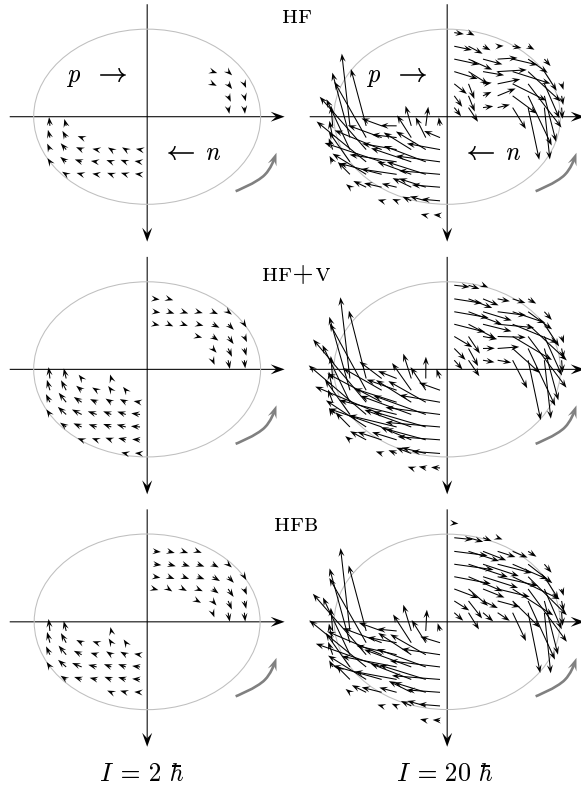 HF
p → p →
← n ← n
HF+V
HFB
I = 2 ħ I = 20 ħ